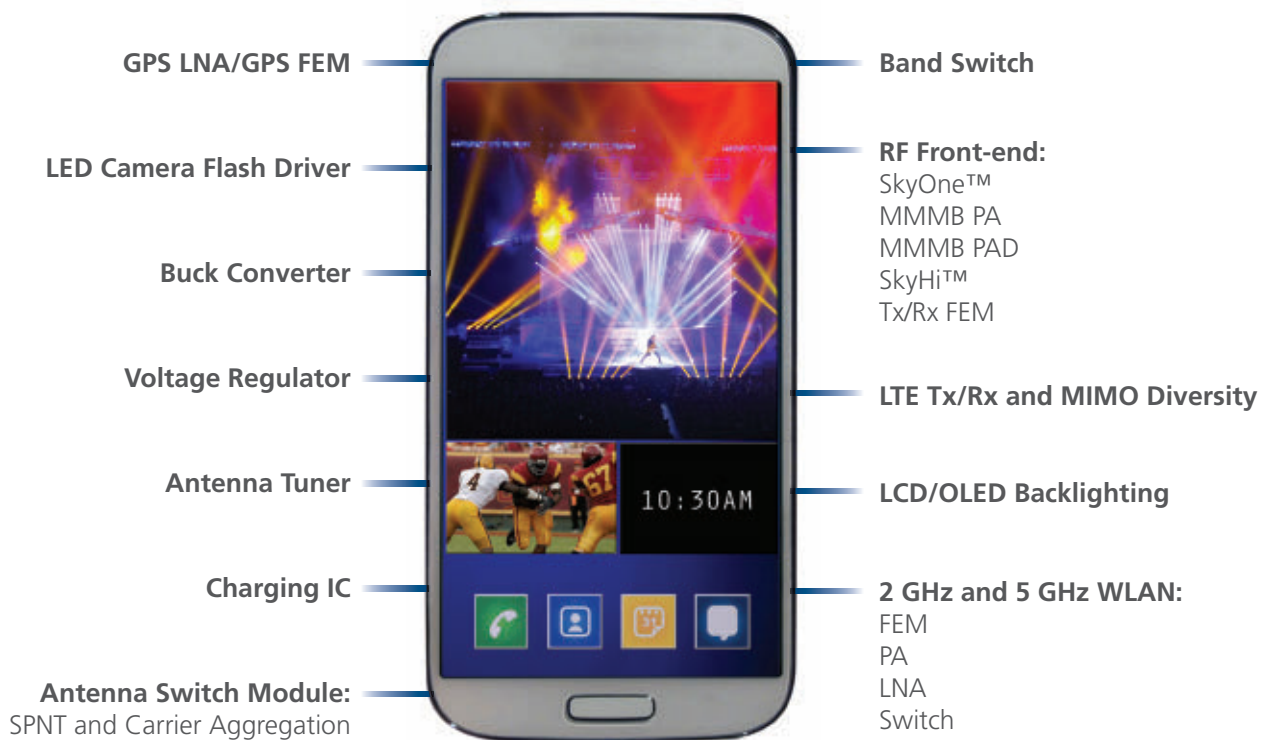 GPS LNA/GPS FEM
LED Camera Flash Driver
Buck Converter
Voltage Regulator
Antenna Tuner
Charging IC
Antenna Switch Module:
SPNT and Carrier Aggregation
4
67
10:30AM
31
Band Switch
RF Front-end:
SkyOne™
MMMB PA
MMMB PAD
SkyHi™
Tx/Rx FEM
LTE Tx/Rx and MIMO Diversity
LCD/OLED Backlighting
2 GHz and 5 GHz WLAN:
FEM
PA
LNA
Switch